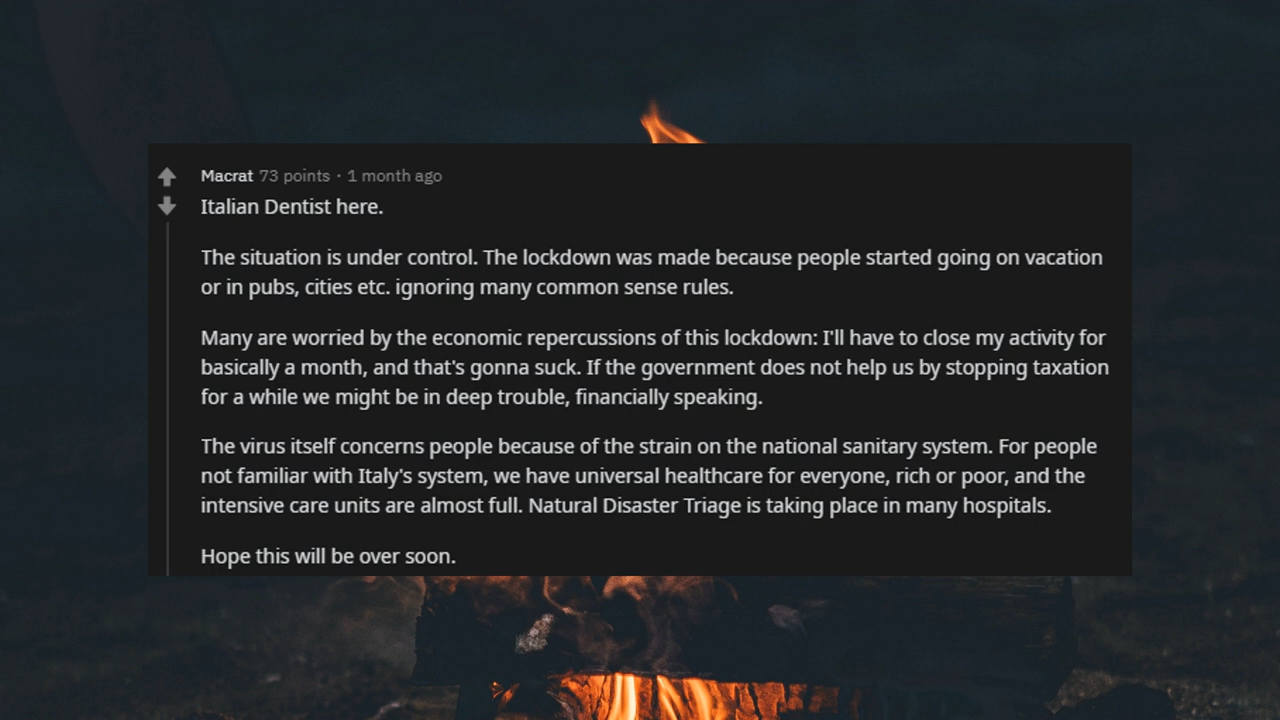 Macrat 73 points · 1 month ago
Italian Dentist here.
The situation is under control. The lockdown was made because people started going on vacation
or in pubs, cities etc. ignoring many common sense rules.
Many are worried by the economic repercussions of this lockdown: I'll have to close my activity for
basically a month, and that's gonna suck. If the government does not help us by stopping taxation
for a while we might be in deep trouble, financially speaking.
The virus itself concerns people because of the strain on the national sanitary system. For people
not familiar with Italy's system, we have universal healthcare for everyone, rich or poor, and the
intensive care units are almost full. Natural Disaster Triage is taking place in many hospitals.
Hope this will be over soon.